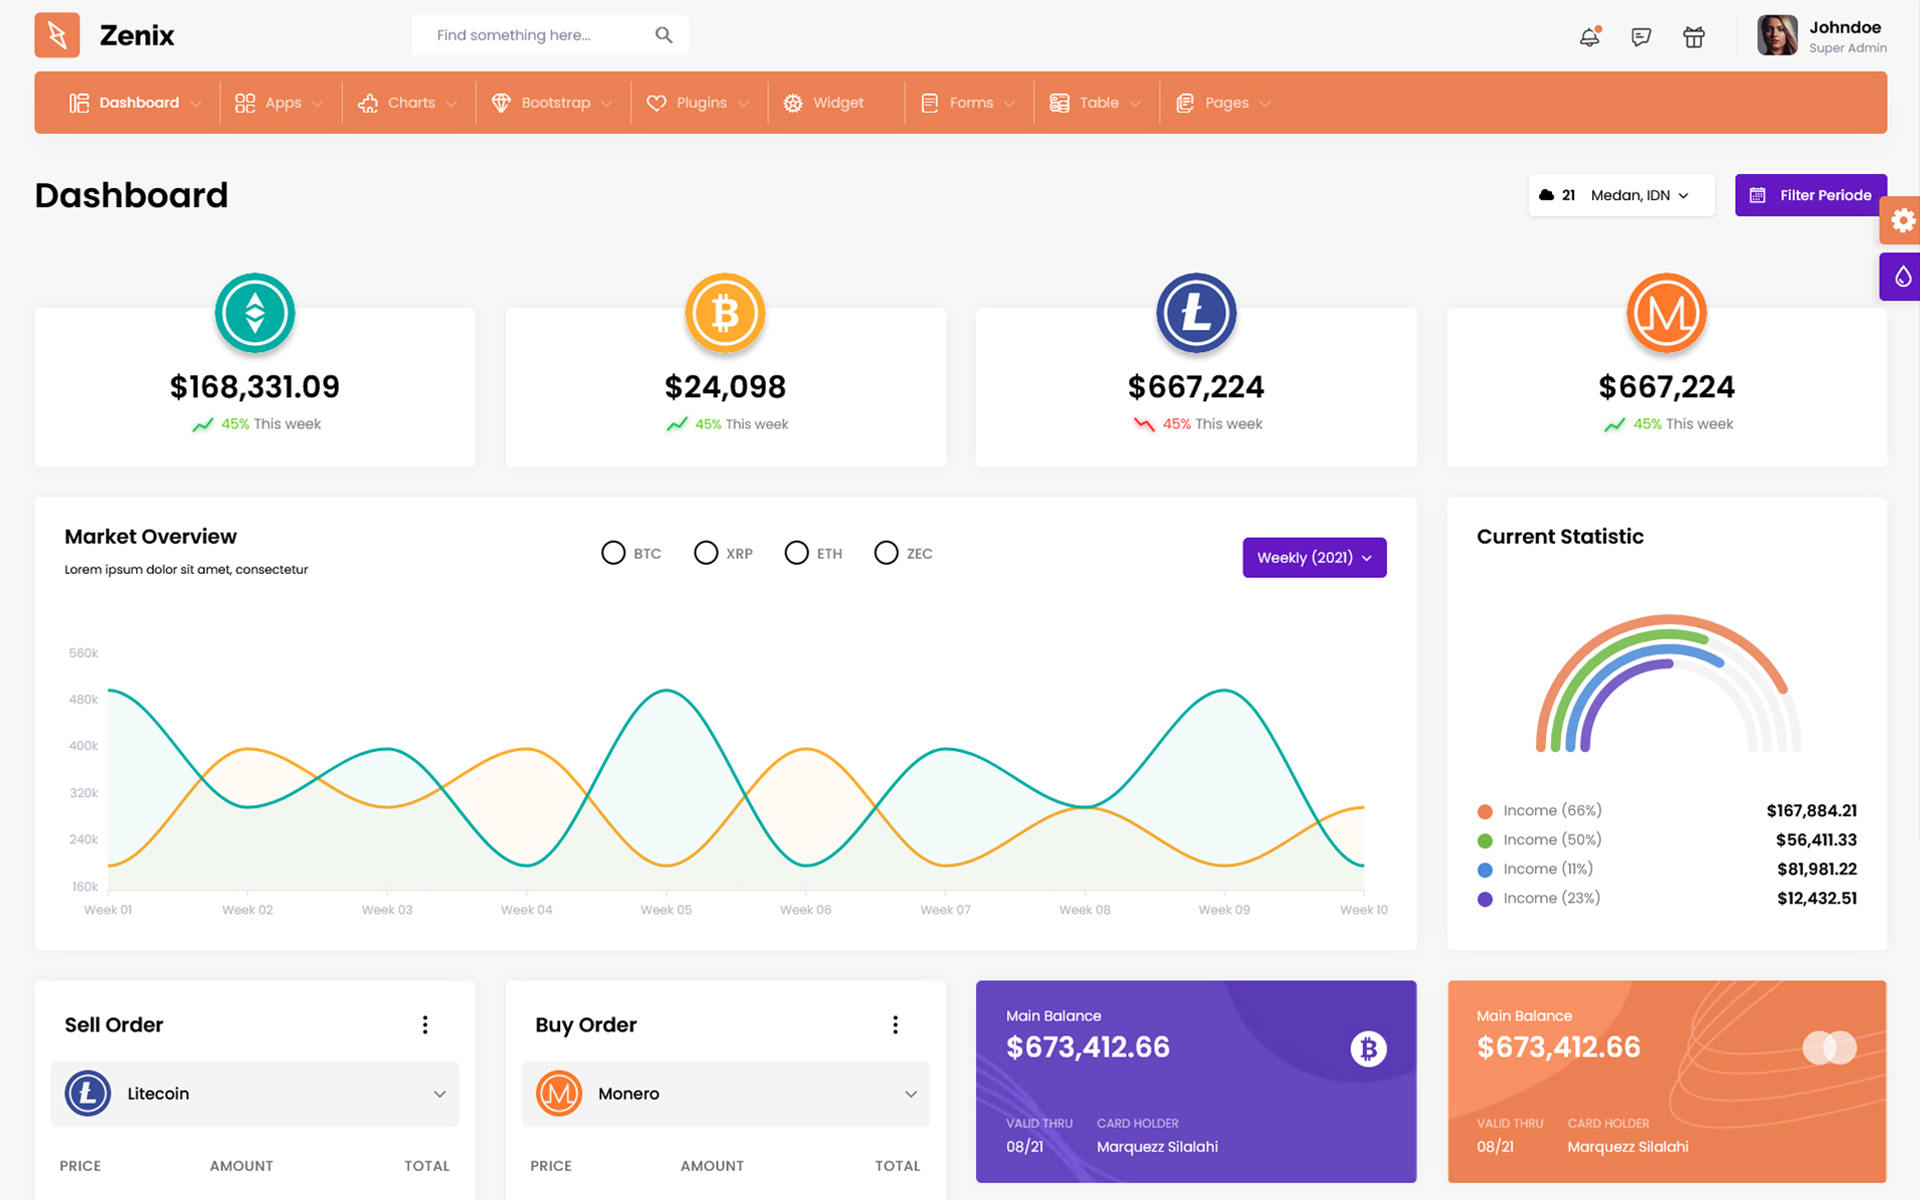 Zenix
Find something here...
Johndoe
Super Admin
Dashboard Apps Charts Bootstrap Plugins Widget Forms Table Pages
Dashboard
21 Medan, IDN
Filter Periode
$168,331.09
45% This week
$24,098
45% This week
$667,224
45% This week
$667,224
45% This week
Market Overview
Lorem ipsum dolor sit amet, consectetur
BTC XRP ETH ZEC
Weekly (2021)
560k
480k
400k
320k
240k
160k
Week 01 Week 02 Week 03 Week 04 Week 05 Week 06 Week 07 Week 08 Week 09 Week 10
Current Statistic
Income (66%) $167,884.21
Income (50%) $56,411.33
Income (11%) $81,981.22
Income (23%) $12,432.51
Sell Order
Litecoin
PRICE AMOUNT TOTAL
Buy Order
Monero
PRICE AMOUNT TOTAL
Main Balance
$673,412.66
VALID THRU CARD HOLDER
08/21 Marquezz Silalahi
Main Balance
$673,412.66
VALID THRU CARD HOLDER
08/21 Marquezz Silalahi